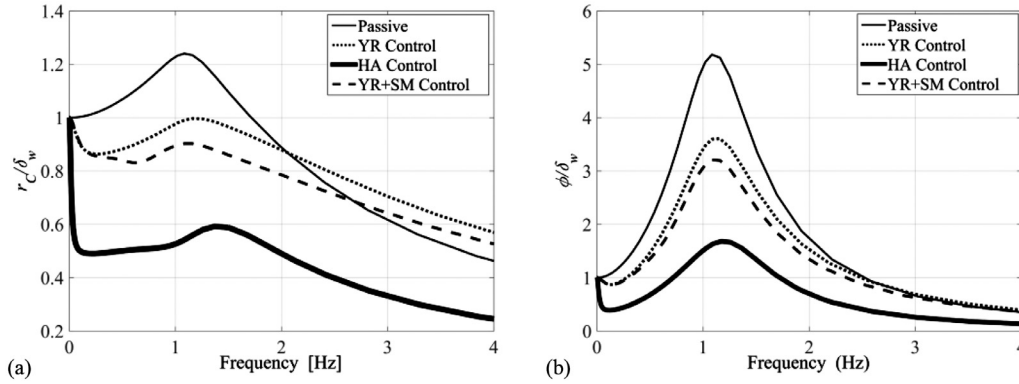 1.4
1.2
1
0.8
0.6
0.4
0.2
r_C/δ_w
0 1 2 3 4
Frequency [Hz]
Passive
YR Control
HA Control
YR+SM Control
(a)
6
5
4
3
2
1
0
ϕ/δ_w
0 1 2 3 4
Frequency (Hz)
Passive
YR Control
HA Control
YR+SM Control
(b)